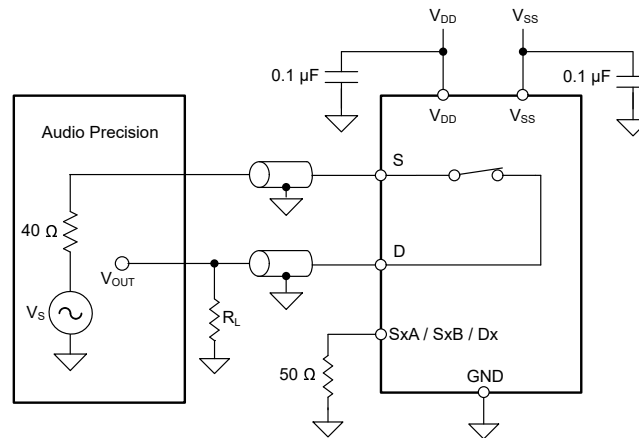 VDD VSS
0.1 µF 0.1 µF
VDD VSS
Audio Precision
S
40 Ω
VOUT
D
VS
RL
SxA / SxB / Dx
50 Ω
GND